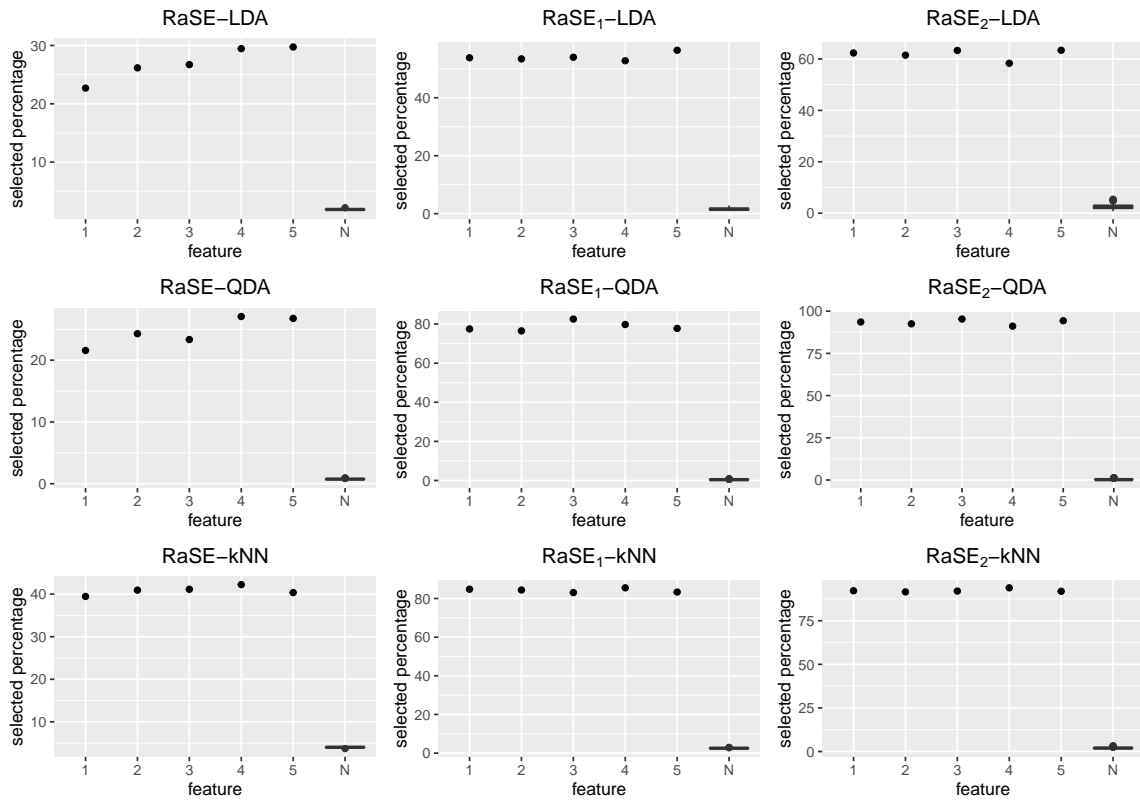 RaSE−LDA
RaSE₁−LDA
RaSE₂−LDA
selected percentage
30
20
10
1 2 3 4 5 N
feature
selected percentage
40
20
0
1 2 3 4 5 N
feature
selected percentage
60
40
20
0
1 2 3 4 5 N
feature
RaSE−QDA
RaSE₁−QDA
RaSE₂−QDA
selected percentage
20
10
0
1 2 3 4 5 N
feature
selected percentage
80
60
40
20
0
1 2 3 4 5 N
feature
selected percentage
100
75
50
25
0
1 2 3 4 5 N
feature
RaSE−kNN
RaSE₁−kNN
RaSE₂−kNN
selected percentage
40
30
20
10
1 2 3 4 5 N
feature
selected percentage
80
60
40
20
0
1 2 3 4 5 N
feature
selected percentage
75
50
25
0
1 2 3 4 5 N
feature